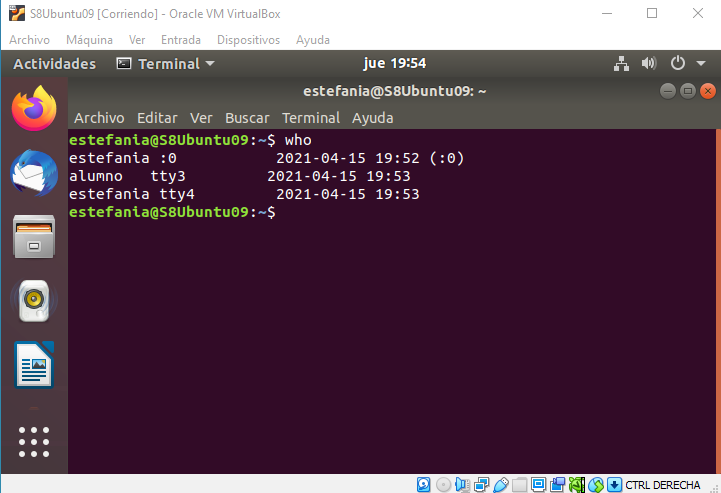 S8Ubuntu09 [Corriendo] - Oracle VM VirtualBox
Archivo Máquina Ver Entrada Dispositivos Ayuda
Actividades Terminal jue 19:54
estefania@S8Ubuntu09: ~
Archivo Editar Ver Buscar Terminal Ayuda
estefania@S8Ubuntu09:~$ who
estefania :0 2021-04-15 19:52 (:0)
alumno tty3 2021-04-15 19:53
estefania tty4 2021-04-15 19:53
estefania@S8Ubuntu09:~$
CTRL DERECHA